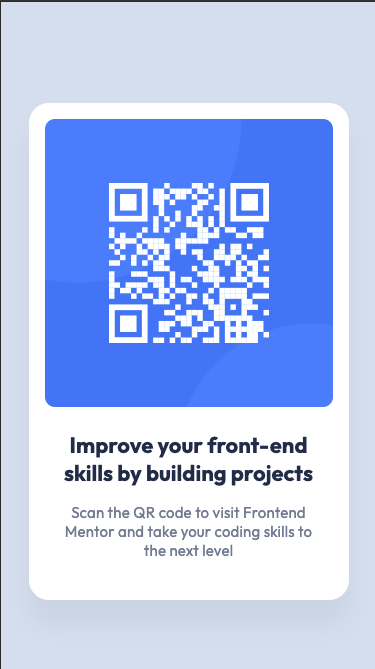 Improve your front-end
skills by building projects
Scan the QR code to visit Frontend
Mentor and take your coding skills to
the next level